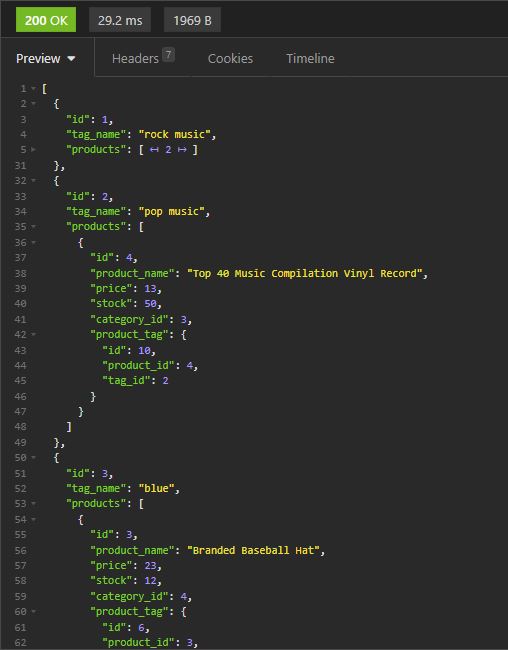 200 OK 29.2 ms 1969 B
Preview Headers 7 Cookies Timeline
1 [
2 {
3 "id": 1,
4 "tag_name": "rock music",
5 "products": [ ↤ 2 ↦ ]
31 },
32 {
33 "id": 2,
34 "tag_name": "pop music",
35 "products": [
36 {
37 "id": 4,
38 "product_name": "Top 40 Music Compilation Vinyl Record",
39 "price": 13,
40 "stock": 50,
41 "category_id": 3,
42 "product_tag": {
43 "id": 10,
44 "product_id": 4,
45 "tag_id": 2
46 }
47 }
48 ]
49 },
50 {
51 "id": 3,
52 "tag_name": "blue",
53 "products": [
54 {
55 "id": 3,
56 "product_name": "Branded Baseball Hat",
57 "price": 23,
58 "stock": 12,
59 "category_id": 4,
60 "product_tag": {
61 "id": 6,
62 "product_id": 3,